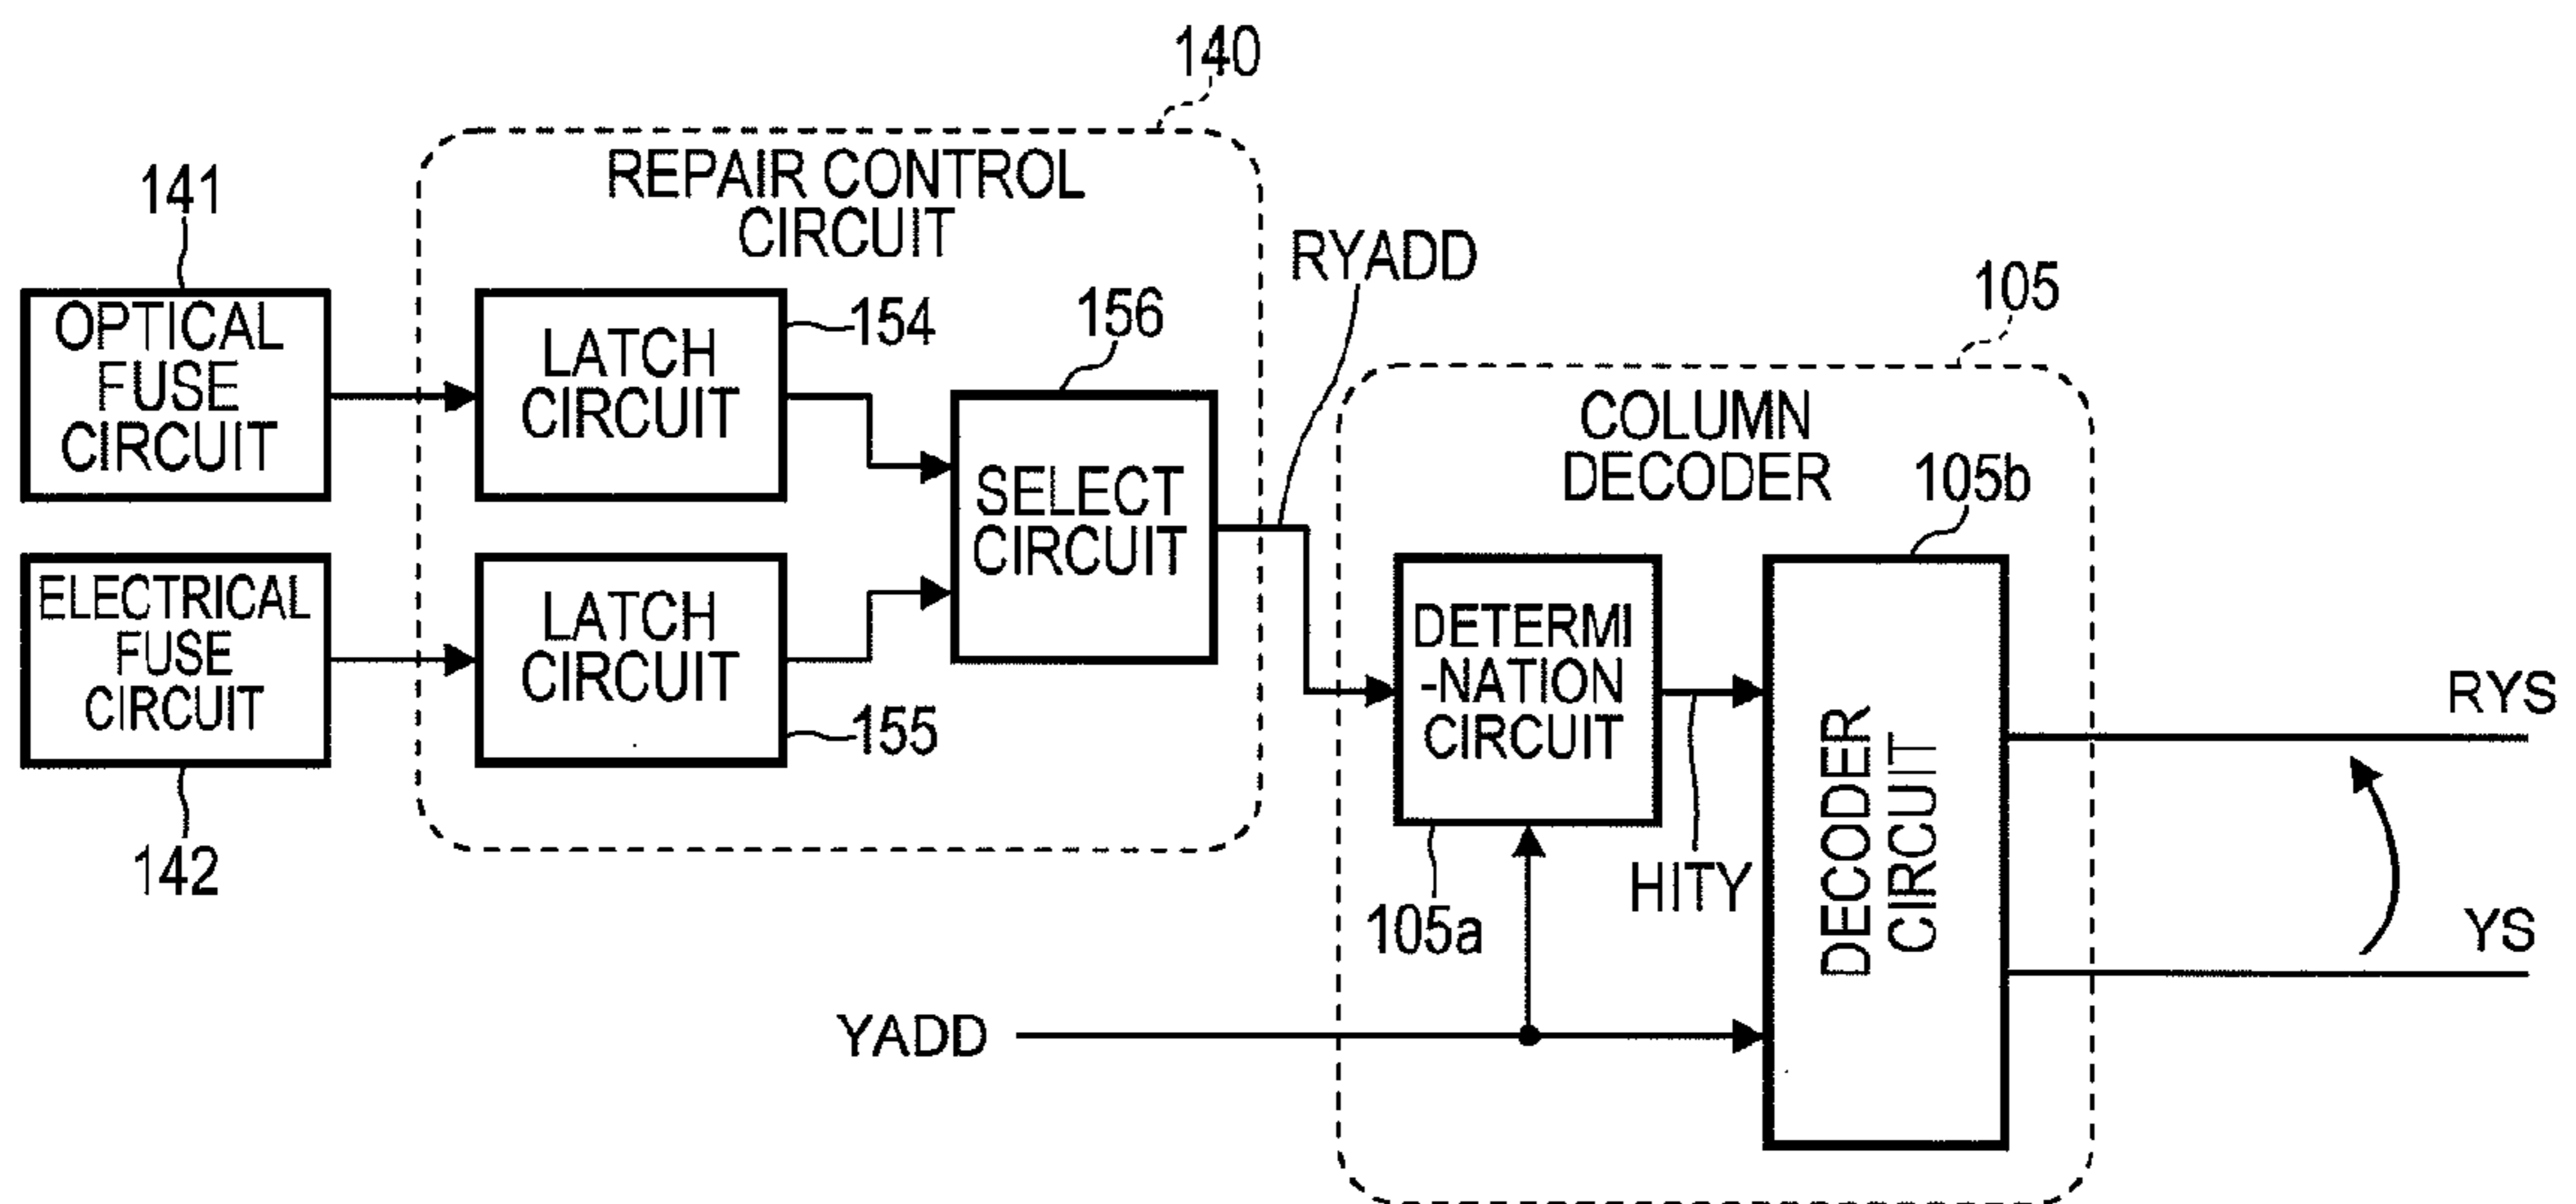 140
REPAIR CONTROL
CIRCUIT
141
OPTICAL
FUSE
CIRCUIT
LATCH
CIRCUIT
154
156
SELECT
CIRCUIT
RYADD
ELECTRICAL
FUSE
CIRCUIT
142
LATCH
CIRCUIT
155
105
COLUMN
DECODER
105b
DETERMI
-NATION
CIRCUIT
105a
HITY
DECODER
CIRCUIT
YADD
RYS
YS